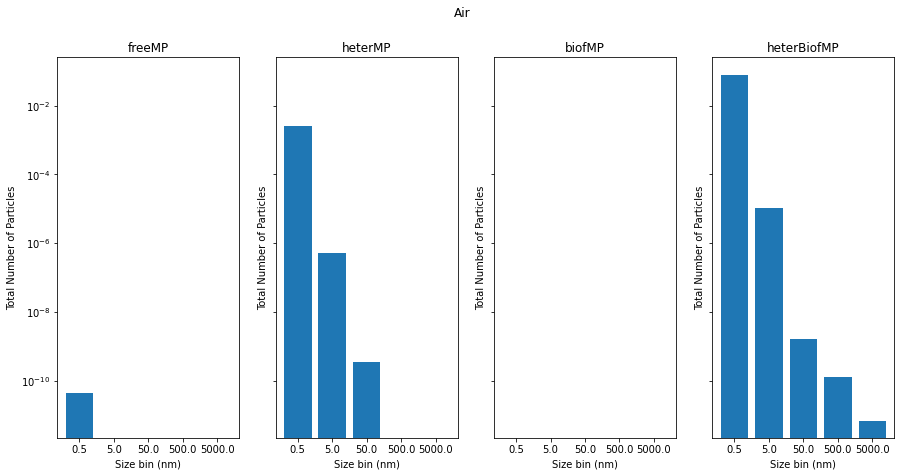 Air
freeMP
heterMP
biofMP
heterBiofMP
Total Number of Particles
10⁻²
10⁻⁴
10⁻⁶
10⁻⁸
10⁻¹⁰
0.5 5.0 50.0 500.0 5000.0
Size bin (nm)
Total Number of Particles
0.5 5.0 50.0 500.0 5000.0
Size bin (nm)
Total Number of Particles
0.5 5.0 50.0 500.0 5000.0
Size bin (nm)
Total Number of Particles
0.5 5.0 50.0 500.0 5000.0
Size bin (nm)